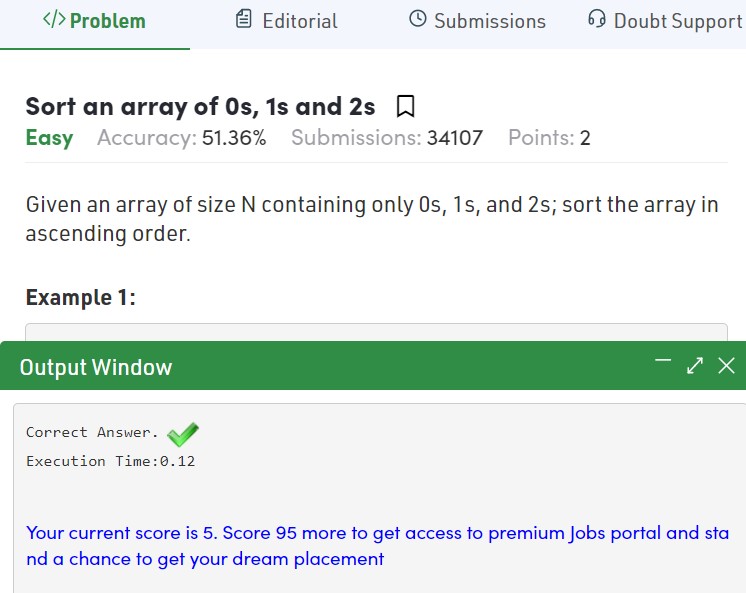 </> Problem Editorial Submissions Doubt Support
Sort an array of 0s, 1s and 2s
Easy Accuracy: 51.36% Submissions: 34107 Points: 2
Given an array of size N containing only 0s, 1s, and 2s; sort the array in
ascending order.
Example 1:
Output Window
Correct Answer.
Execution Time:0.12
Your current score is 5. Score 95 more to get access to premium Jobs portal and sta
nd a chance to get your dream placement